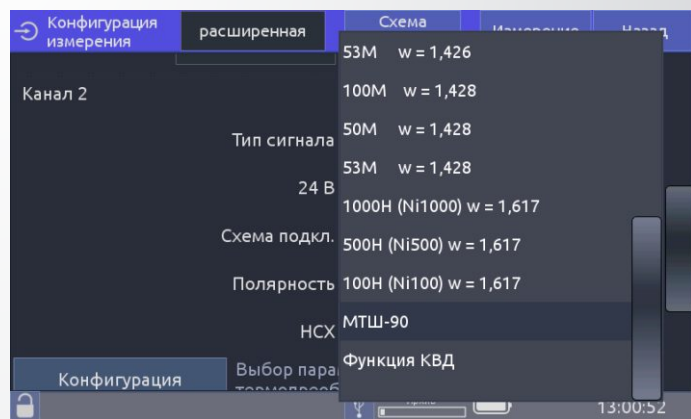 Конфигурация
измерения
расширенная
Схема
Измерение
Назад
Канал 2
Тип сигнала
24 В
Схема подкл.
Полярность
НСХ
Конфигурация
Выбор пара
53М w = 1,426
100М w = 1,428
50М w = 1,428
53М w = 1,428
1000Н (Ni1000) w = 1,617
500Н (Ni500) w = 1,617
100Н (Ni100) w = 1,617
МТШ-90
Функция КВД
13:00:52